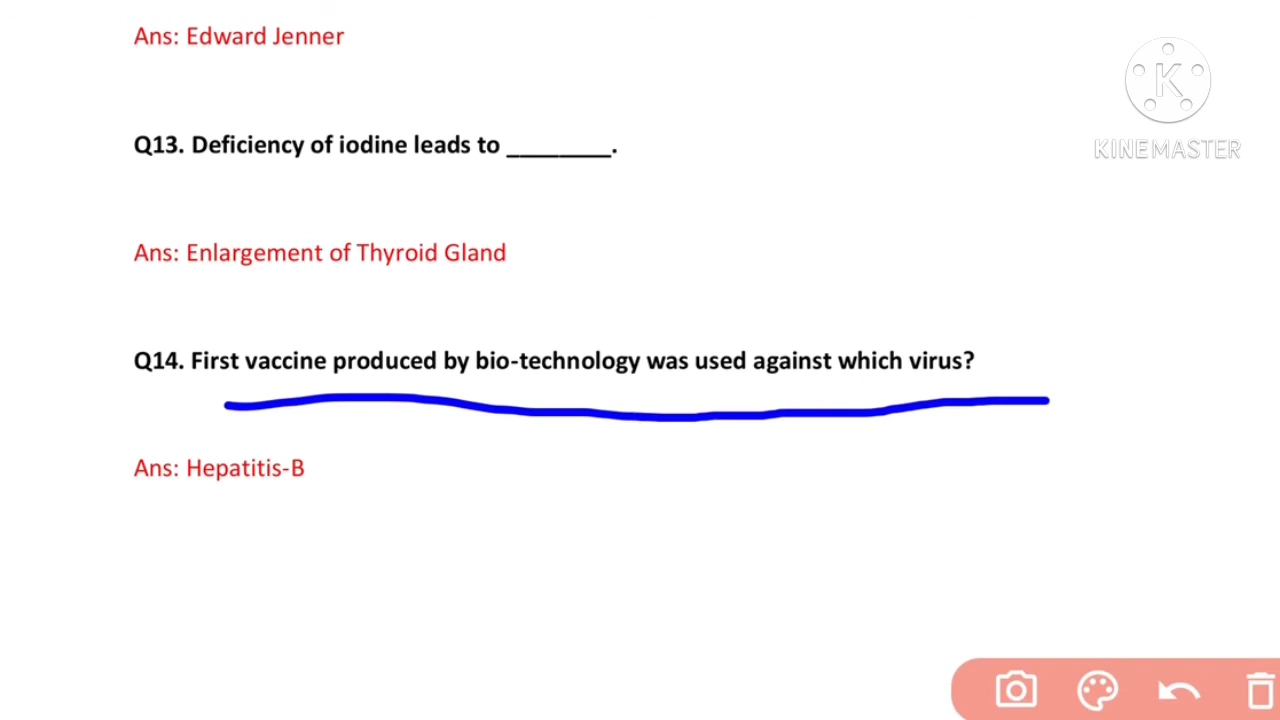 Ans: Edward Jenner
K
KINEMASTER
Q13. Deficiency of iodine leads to ________.
Ans: Enlargement of Thyroid Gland
Q14. First vaccine produced by bio-technology was used against which virus?
Ans: Hepatitis-B